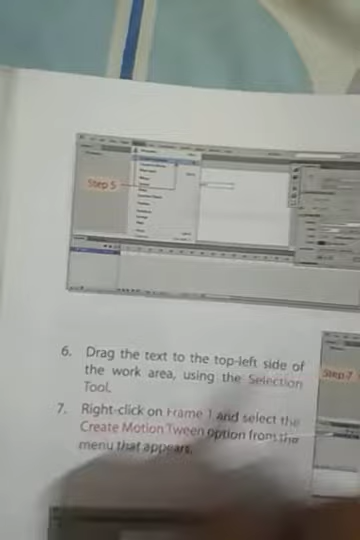 Step 5
6. Drag the text to the top-left side of
the work area, using the Selection
Tool.
Step 7
7. Right-click on Frame 1 and select the
Create Motion Tween option from the
menu that appears.